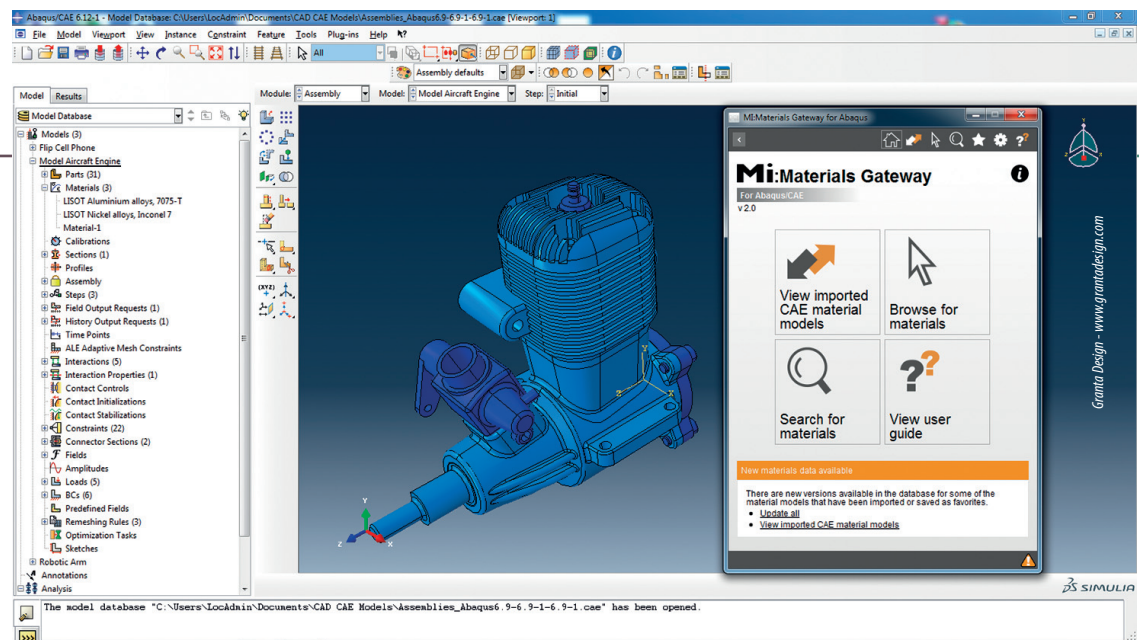 Abaqus/CAE 6.12-1 - Model Database: C:\Users\LocAdmin\Documents\CAD CAE Models\Assemblies_Abaqus6.9-6.9-1-6.9-1.cae [Viewport: 1]
File Model Viewport View Instance Constraint Feature Tools Plug-ins Help
All
Assembly defaults
Model Results
Module: Assembly Model: Model Aircraft Engine Step: Initial
Model Database
Models (3)
Flip Cell Phone
Model Aircraft Engine
Parts (31)
Materials (3)
LISOT Aluminium alloys, 7075-T
LISOT Nickel alloys, Inconel 7
Material-1
Calibrations
Sections (1)
Profiles
Assembly
Steps (3)
Field Output Requests (1)
History Output Requests (1)
Time Points
ALE Adaptive Mesh Constraints
Interactions (5)
Interaction Properties (1)
Contact Controls
Contact Initializations
Contact Stabilizations
Constraints (22)
Connector Sections (2)
Fields
Amplitudes
Loads (5)
BCs (6)
Predefined Fields
Remeshing Rules (3)
Optimization Tasks
Sketches
Robotic Arm
Annotations
Analysis
(XYZ)
Y
Z
X
Y
Z
X
MI:Materials Gateway for Abaqus
Mi:Materials Gateway
For Abaqus/CAE
v 2.0
View imported
CAE material
models
Browse for
materials
Search for
materials
View user
guide
New materials data available
There are new versions available in the database for some of the
material models that have been imported or saved as favorites.
Update all
View imported CAE material models
Granta Design - www.grantadesign.com
SIMULIA
The model database "C:\Users\LocAdmin\Documents\CAD CAE Models\Assemblies_Abaqus6.9-6.9-1-6.9-1.cae" has been opened.
>>>